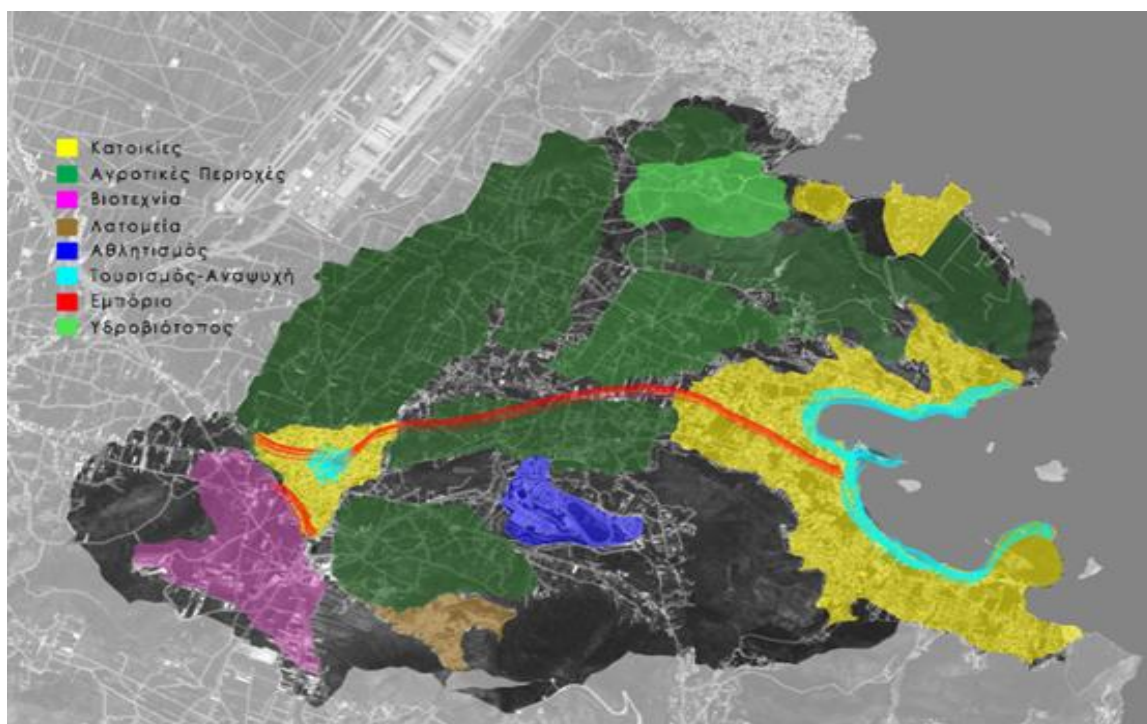 Κατοικίες
Αγροτικές Περιοχές
Βιοτεχνία
Λατομεία
Αθλητισμός
Τουρισμός-Αναψυχή
Εμπόριο
Υδροβιότοπος